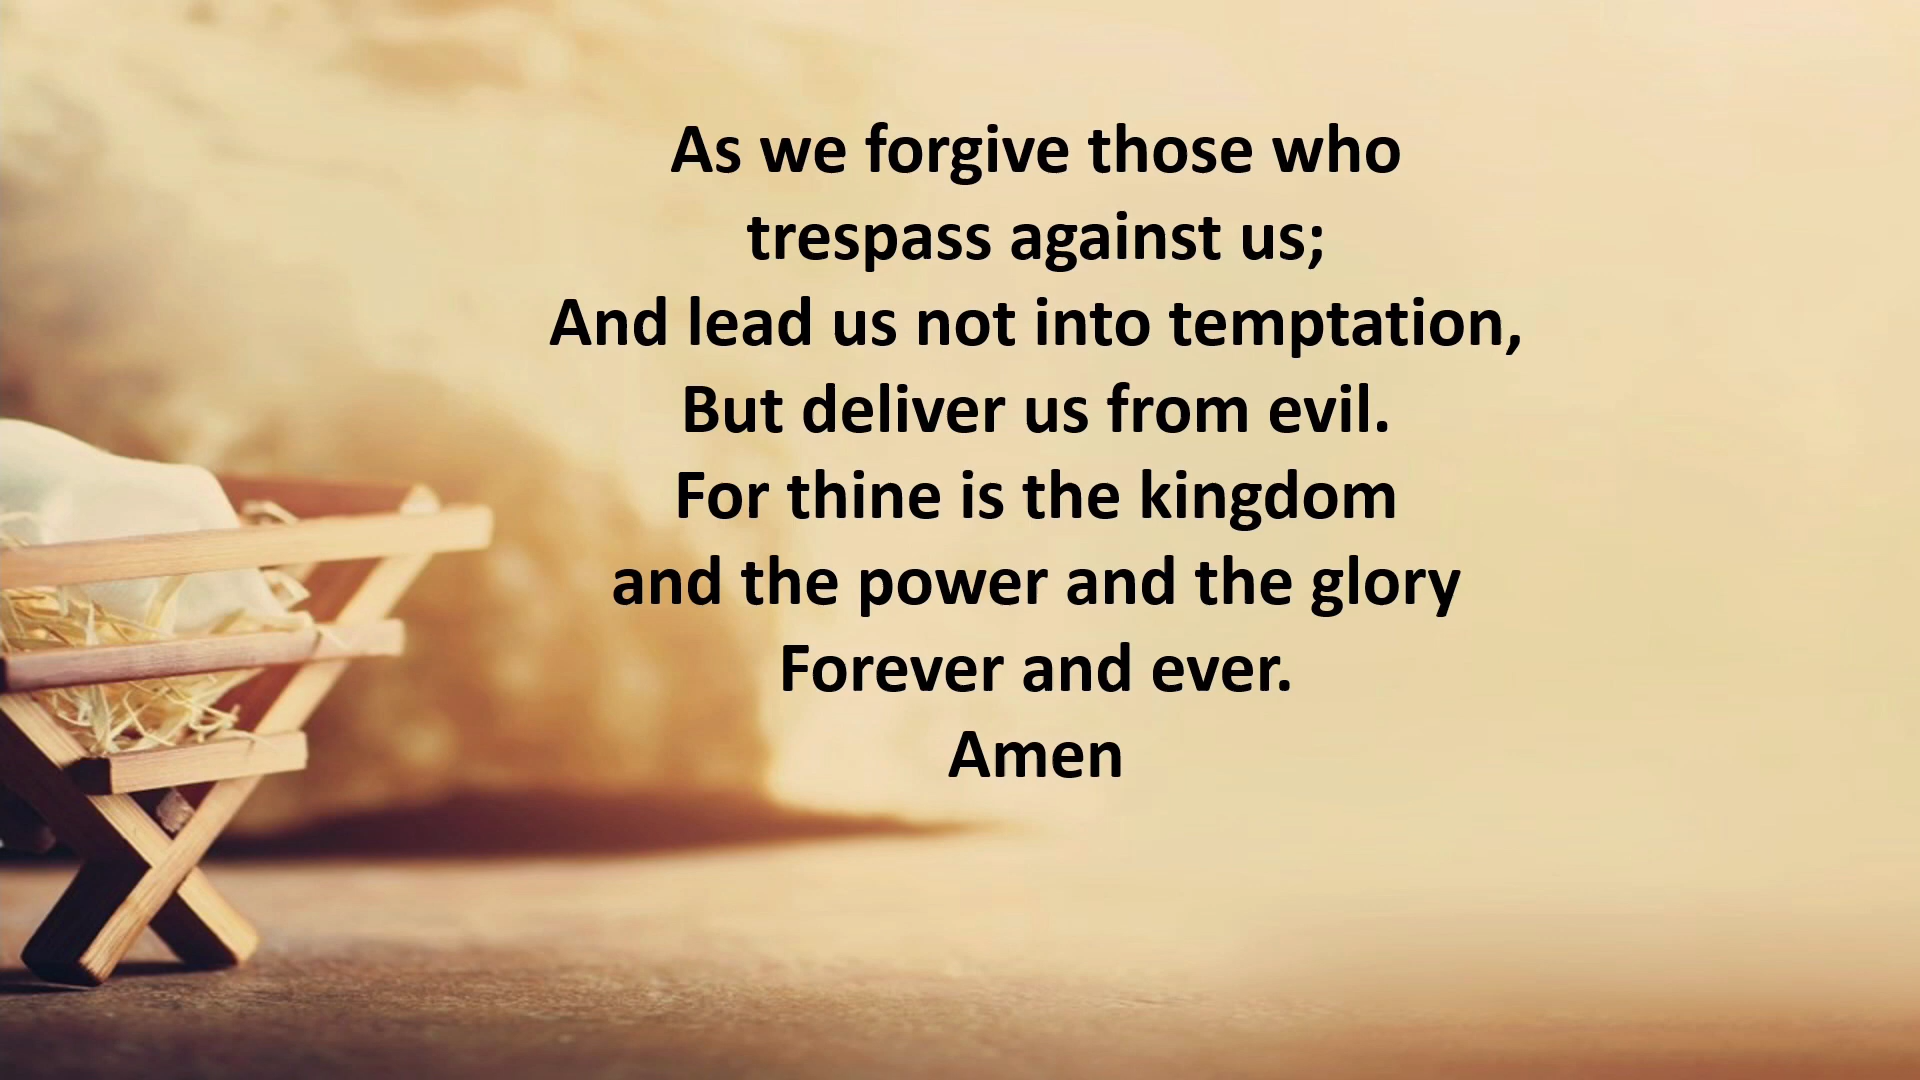 As we forgive those who
trespass against us;
And lead us not into temptation,
But deliver us from evil.
For thine is the kingdom
and the power and the glory
Forever and ever.
Amen